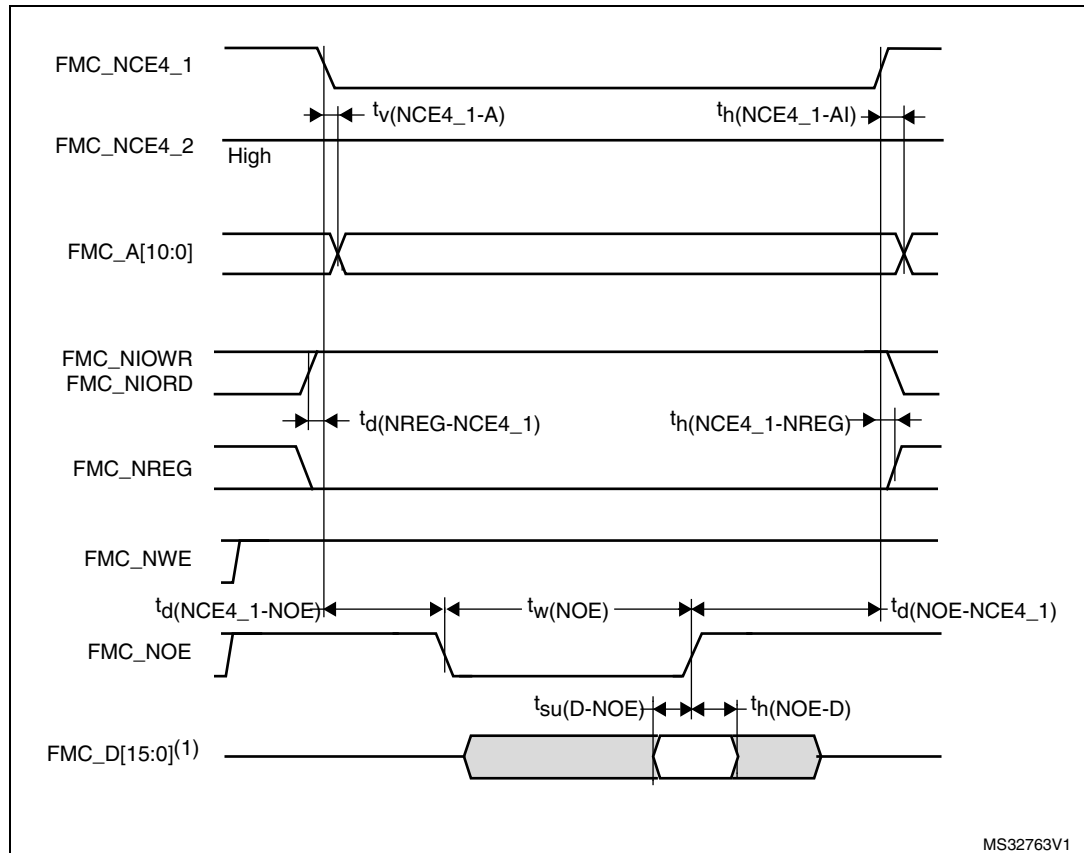 FMC_NCE4_1
tv(NCE4_1-A)
th(NCE4_1-AI)
FMC_NCE4_2
High
FMC_A[10:0]
FMC_NIOWR
FMC_NIORD
td(NREG-NCE4_1)
th(NCE4_1-NREG)
FMC_NREG
FMC_NWE
td(NCE4_1-NOE)
tw(NOE)
td(NOE-NCE4_1)
FMC_NOE
tsu(D-NOE)
th(NOE-D)
FMC_D[15:0](1)
MS32763V1